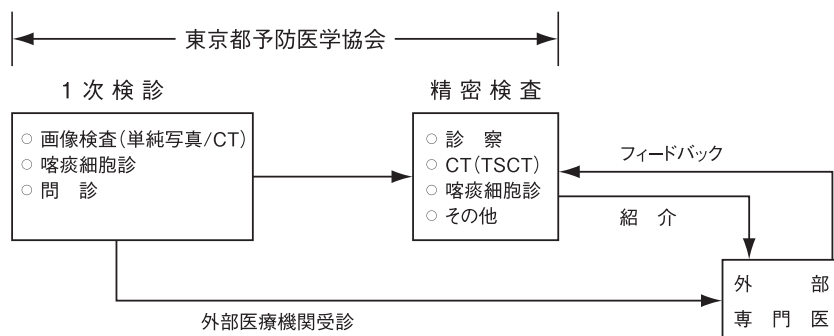 東京都予防医学協会
1次検診
精密検査
○ 画像検査(単純写真/CT)
○ 喀痰細胞診
○ 問　診
○ 診　察
○ CT(TSCT)
○ 喀痰細胞診
○ その他
フィードバック
紹　介
外　部
専門医
外部医療機関受診